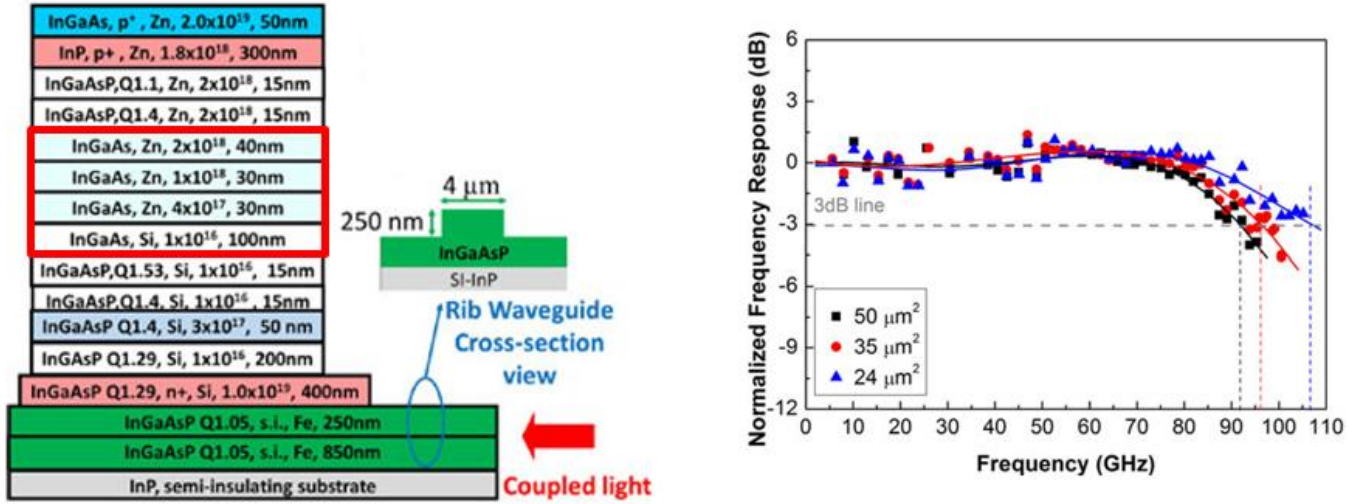 InGaAs, p⁺ , Zn, 2.0x10¹⁹, 50nm
InP, p+ , Zn, 1.8x10¹⁸, 300nm
InGaAsP,Q1.1, Zn, 2x10¹⁸, 15nm
InGaAsP,Q1.4, Zn, 2x10¹⁸, 15nm
InGaAs, Zn, 2x10¹⁸, 40nm
InGaAs, Zn, 1x10¹⁸, 30nm
InGaAs, Zn, 4x10¹⁷, 30nm
InGaAs, Si, 1x10¹⁶, 100nm
InGaAsP,Q1.53, Si, 1x10¹⁶, 15nm
InGaAsP,Q1.4, Si, 1x10¹⁶, 15nm
InGaAsP Q1.4, Si, 3x10¹⁷, 50 nm
InGAsP Q1.29, Si, 1x10¹⁶, 200nm
InGaAsP Q1.29, n+, Si, 1.0x10¹⁹, 400nm
InGaAsP Q1.05, s.i., Fe, 250nm
InGaAsP Q1.05, s.i., Fe, 850nm
InP, semi-insulating substrate
4 μm
250 nm
InGaAsP
SI-InP
Rib Waveguide
Cross-section
view
Coupled light
Normalized Frequency Response (dB)
6
3
0
-3
-6
-9
-12
3dB line
50 μm²
35 μm²
24 μm²
0 10 20 30 40 50 60 70 80 90 100 110
Frequency (GHz)